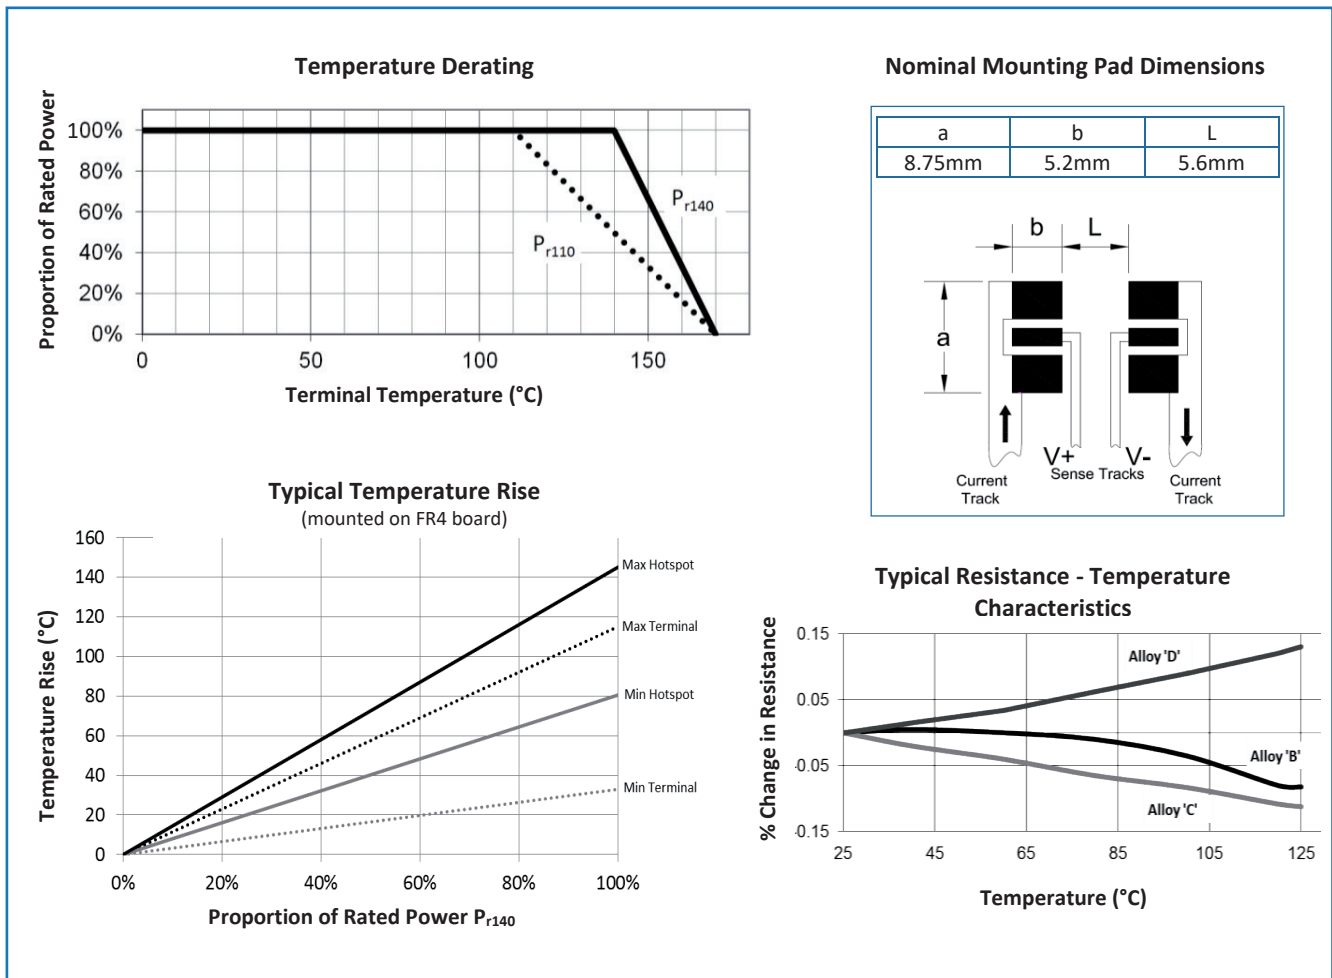 Temperature Derating
Proportion of Rated Power
100%
80%
60%
40%
20%
0%
Pr140
Pr110
0
50
100
150
Terminal Temperature (°C)
Nominal Mounting Pad Dimensions
a b L
8.75mm 5.2mm 5.6mm
b
L
a
V+
V-
Sense Tracks
Current
Track
Current
Track
Typical Temperature Rise
(mounted on FR4 board)
Temperature Rise (°C)
160
140
120
100
80
60
40
20
0
Max Hotspot
Max Terminal
Min Hotspot
Min Terminal
0% 20% 40% 60% 80% 100%
Proportion of Rated Power Pr140
Typical Resistance - Temperature
Characteristics
% Change in Resistance
0.15
0.05
-0.05
-0.15
Alloy 'D'
Alloy 'B'
Alloy 'C'
25 45 65 85 105 125
Temperature (°C)